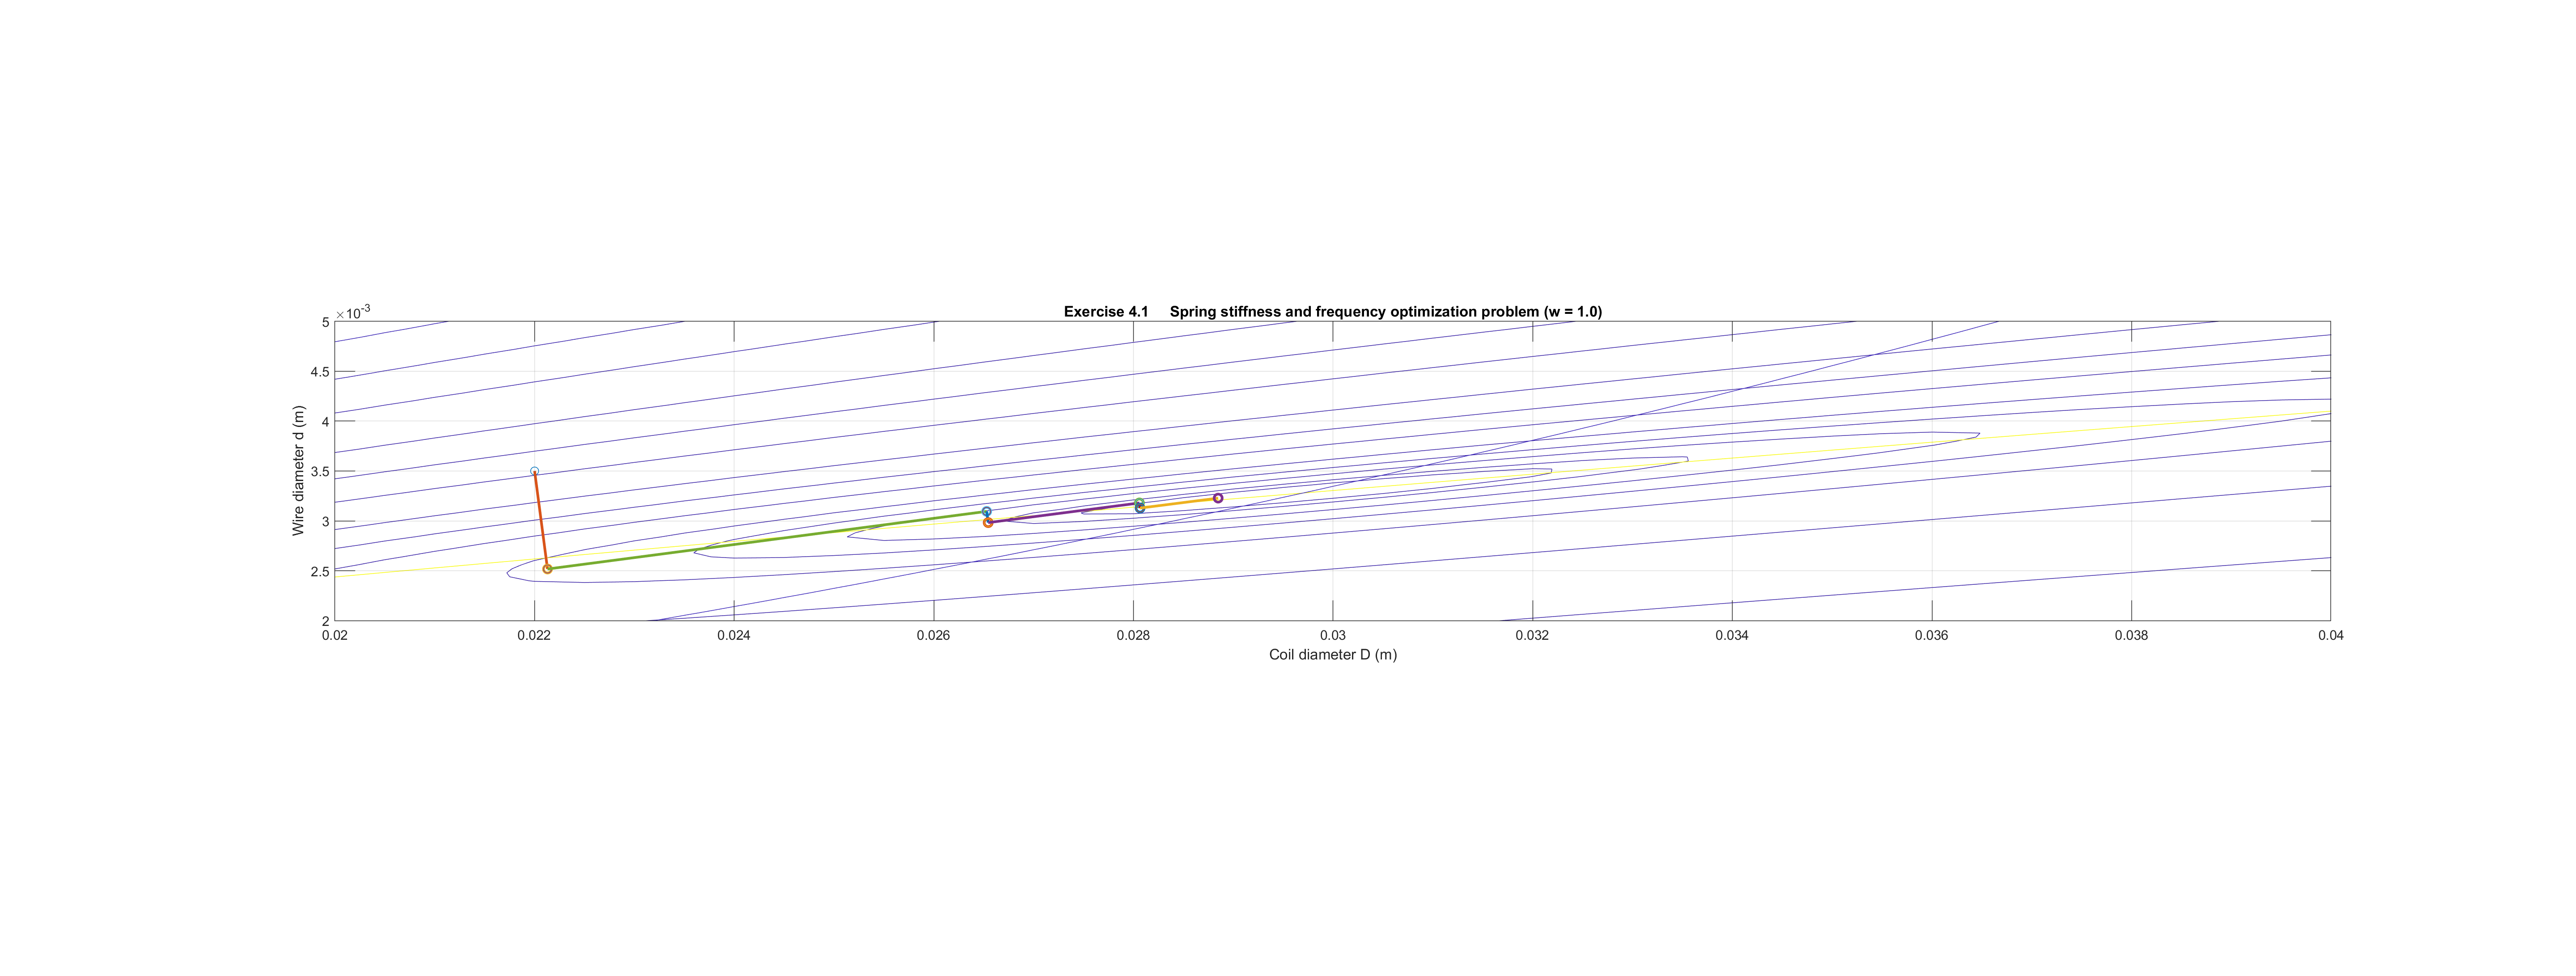 Exercise 4.1 Spring stiffness and frequency optimization problem (w = 1.0)
×10^-3
5
4.5
4
3.5
3
2.5
2
Wire diameter d (m)
0.02 0.022 0.024 0.026 0.028 0.03 0.032 0.034 0.036 0.038 0.04
Coil diameter D (m)